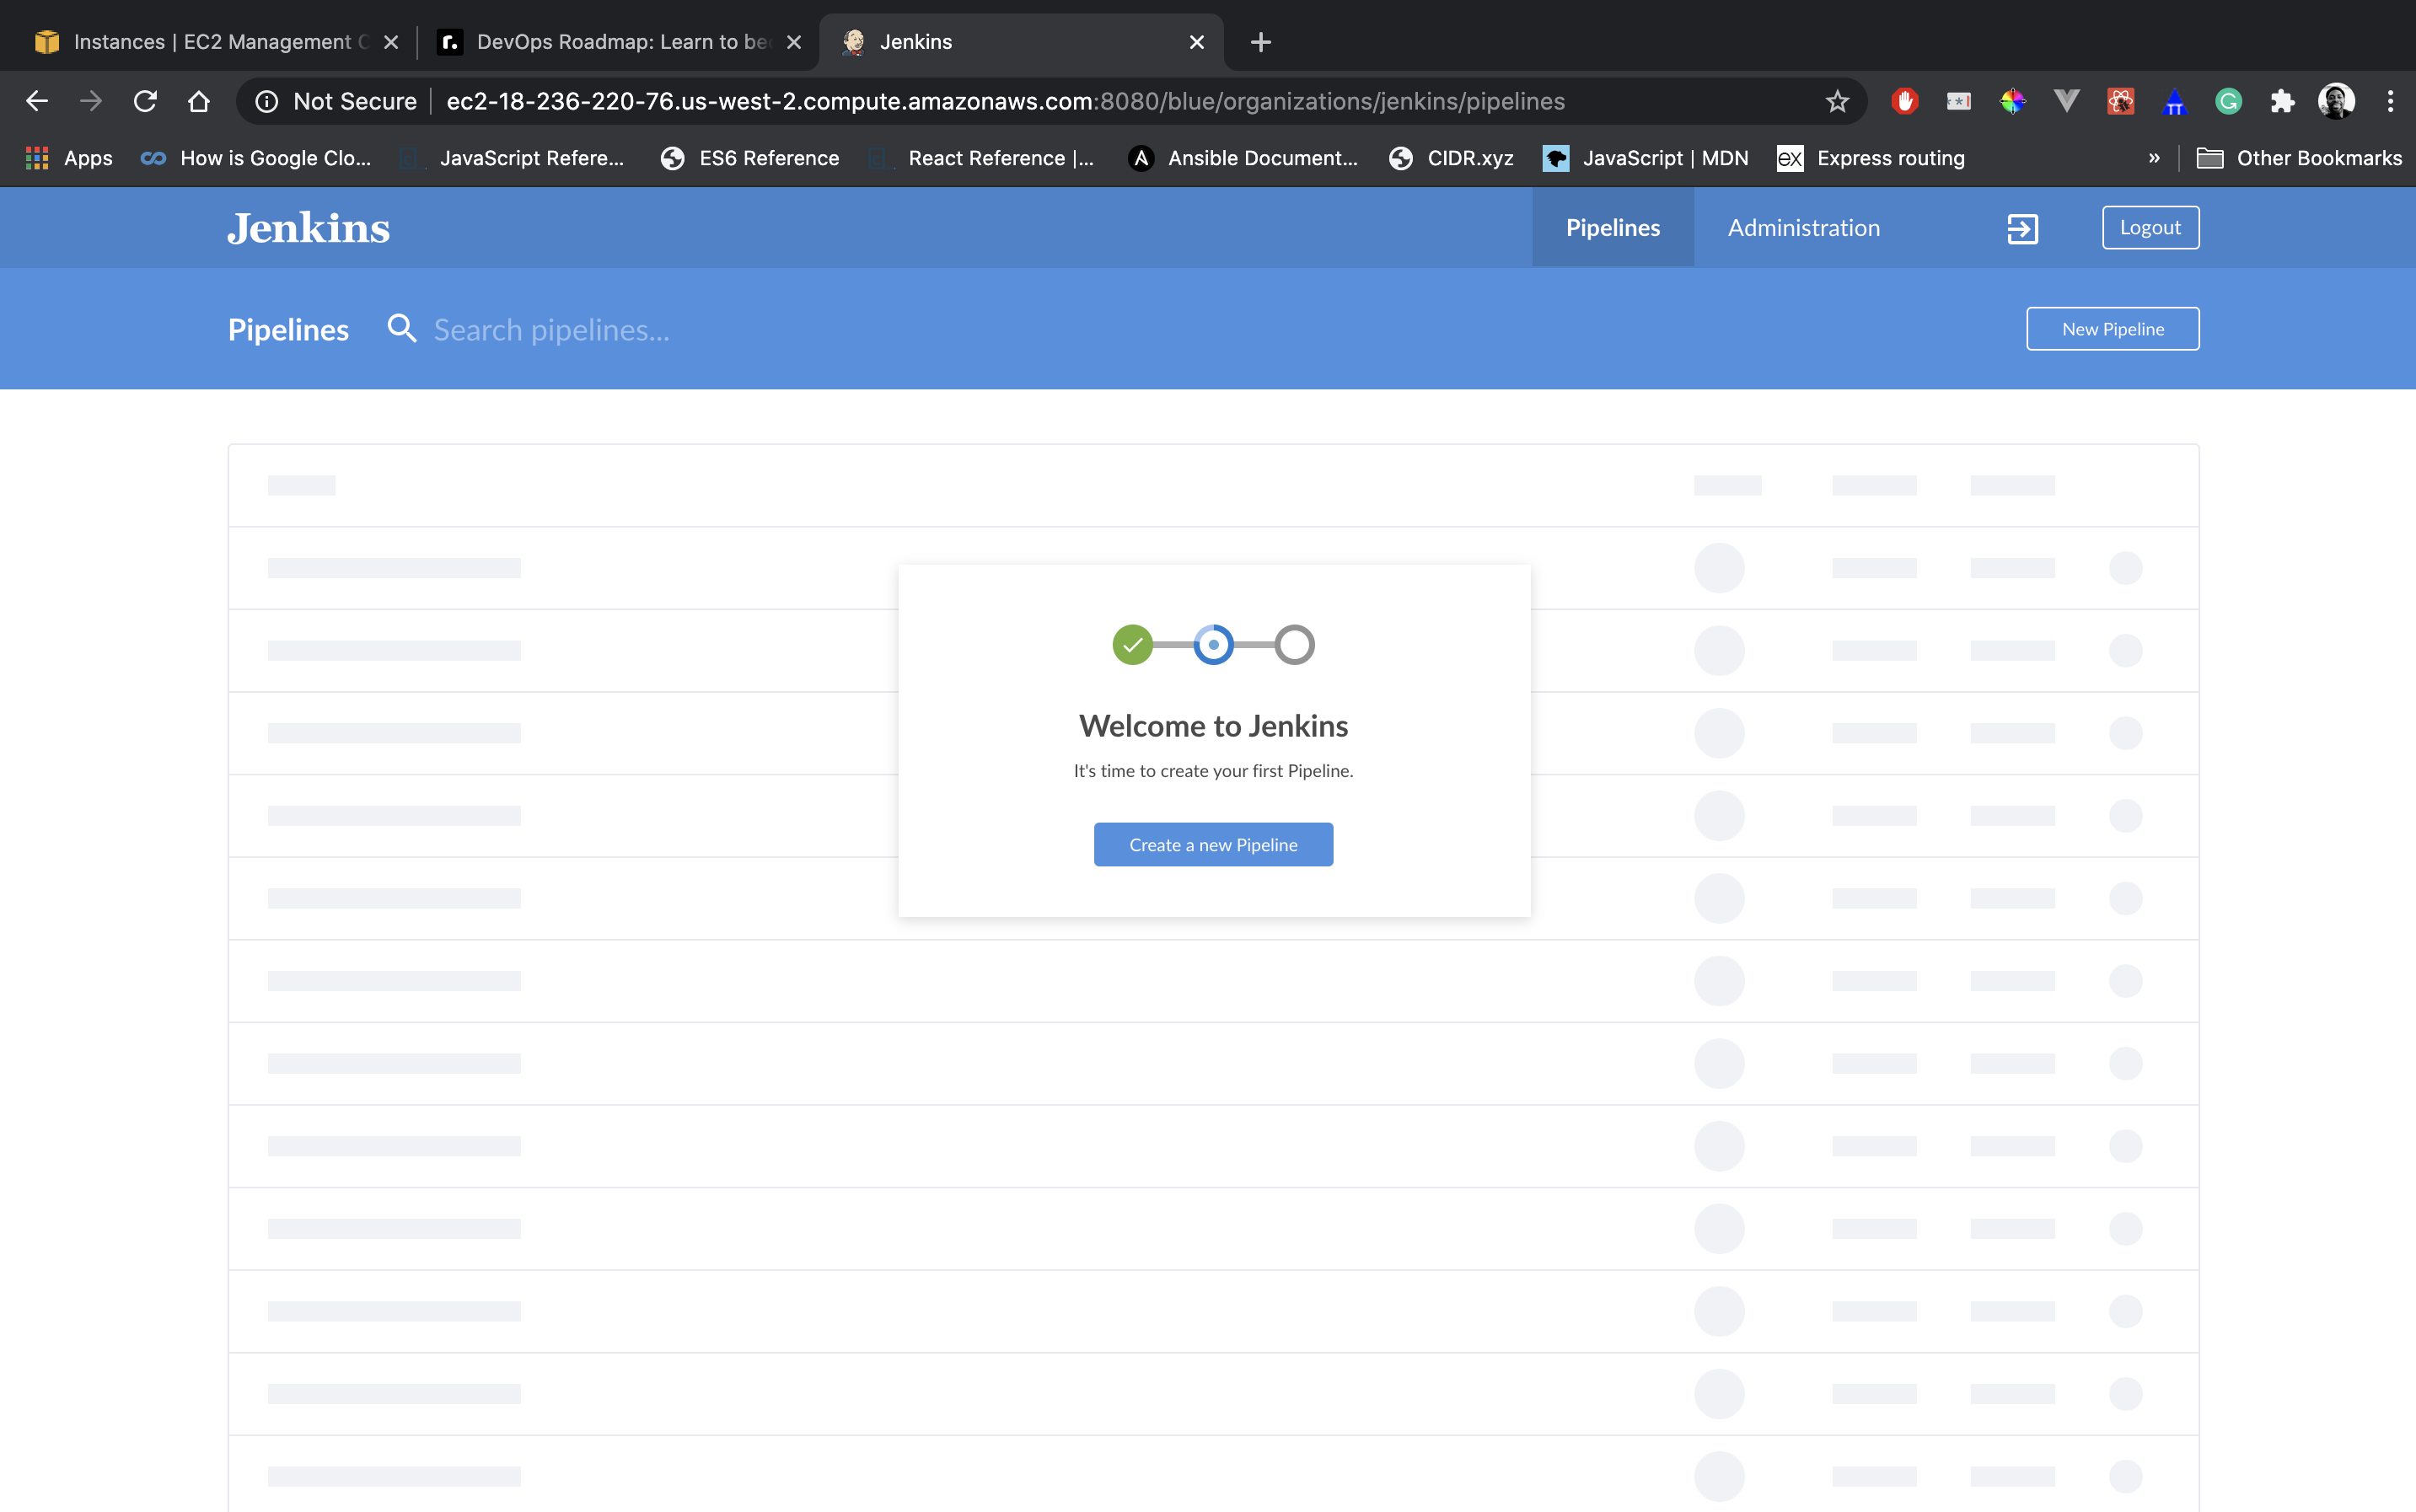 Instances | EC2 Management C
DevOps Roadmap: Learn to be
Jenkins
Not Secure
ec2-18-236-220-76.us-west-2.compute.amazonaws.com:8080/blue/organizations/jenkins/pipelines
Apps
How is Google Clo...
JavaScript Refere...
ES6 Reference
React Reference |...
Ansible Document...
CIDR.xyz
JavaScript | MDN
EX
Express routing
»
Other Bookmarks
Jenkins
Pipelines
Administration
Logout
Pipelines
Search pipelines...
New Pipeline
Welcome to Jenkins
It's time to create your first Pipeline.
Create a new Pipeline